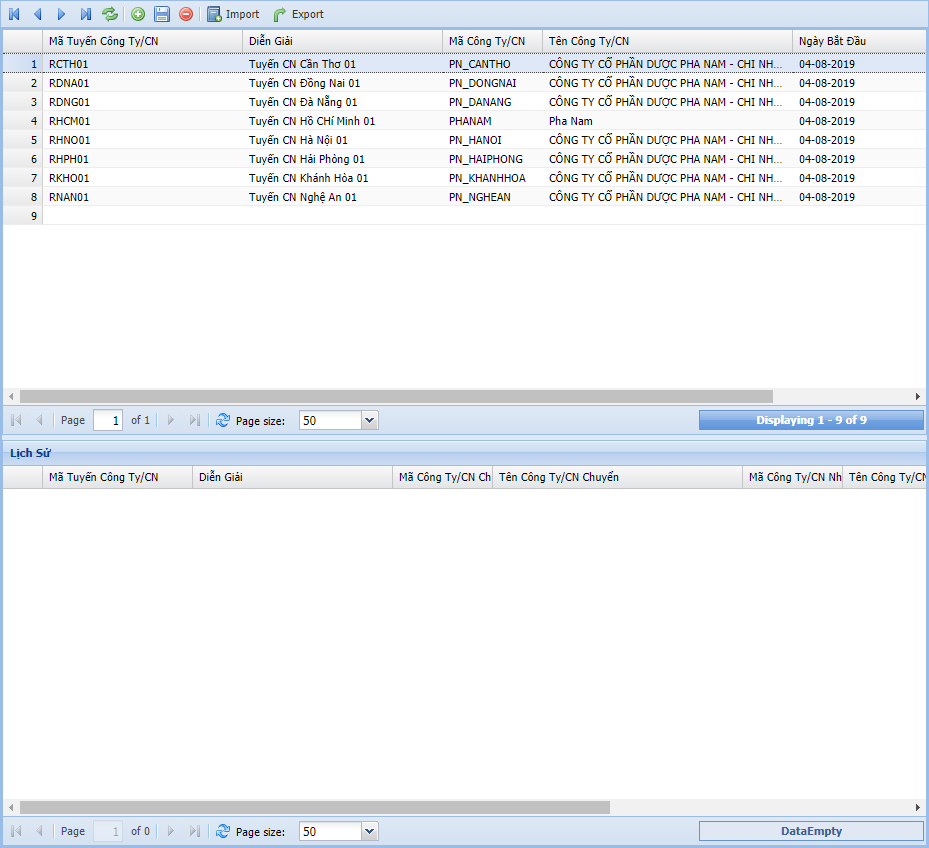 Import Export
Mã Tuyến Công Ty/CN Diễn Giải Mã Công Ty/CN Tên Công Ty/CN Ngày Bắt Đầu
1 RCTH01 Tuyến CN Cần Thơ 01 PN_CANTHO CÔNG TY CỔ PHẦN DƯỢC PHA NAM - CHI NH... 04-08-2019
2 RDNA01 Tuyến CN Đồng Nai 01 PN_DONGNAI CÔNG TY CỔ PHẦN DƯỢC PHA NAM - CHI NH... 04-08-2019
3 RDNG01 Tuyến CN Đà Nẵng 01 PN_DANANG CÔNG TY CỔ PHẦN DƯỢC PHA NAM - CHI NH... 04-08-2019
4 RHCM01 Tuyến CN Hồ CHí Minh 01 PHANAM Pha Nam 04-08-2019
5 RHNO01 Tuyến CN Hà Nội 01 PN_HANOI CÔNG TY CỔ PHẦN DƯỢC PHA NAM - CHI NH... 04-08-2019
6 RHPH01 Tuyến CN Hải Phòng 01 PN_HAIPHONG CÔNG TY CỔ PHẦN DƯỢC PHA NAM - CHI NH... 04-08-2019
7 RKHO01 Tuyến CN Khánh Hòa 01 PN_KHANHHOA CÔNG TY CỔ PHẦN DƯỢC PHA NAM - CHI NH... 04-08-2019
8 RNAN01 Tuyến CN Nghệ An 01 PN_NGHEAN CÔNG TY CỔ PHẦN DƯỢC PHA NAM - CHI NH... 04-08-2019
9
Page 1 of 1 Page size: 50 Displaying 1 - 9 of 9
Lịch Sử
Mã Tuyến Công Ty/CN Diễn Giải Mã Công Ty/CN Ch Tên Công Ty/CN Chuyển Mã Công Ty/CN Nh Tên Công Ty/CN
Page 1 of 0 Page size: 50 DataEmpty